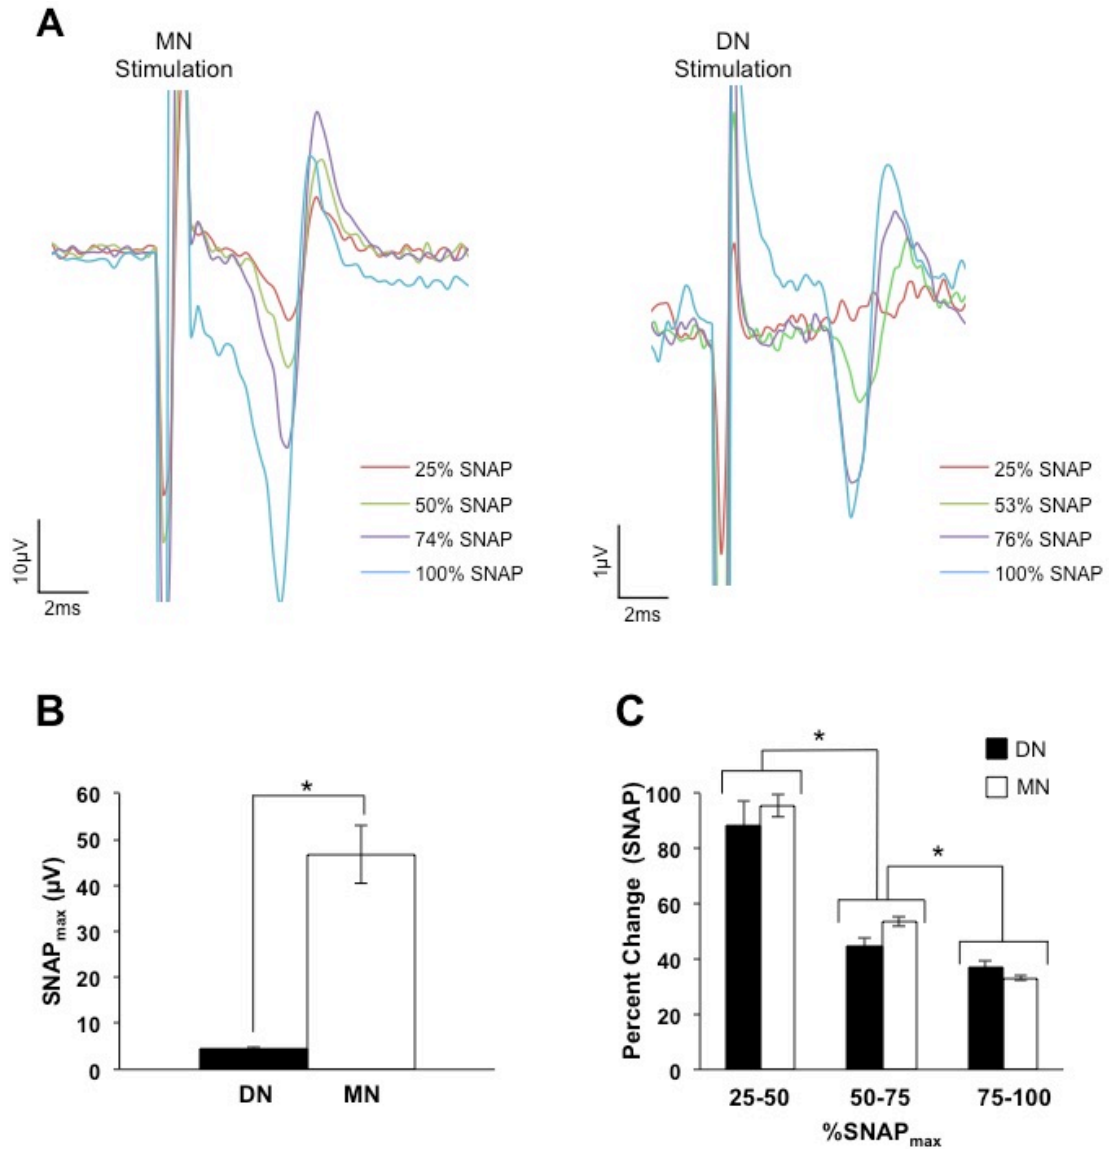 A
MN
Stimulation
DN
Stimulation
25% SNAP
50% SNAP
74% SNAP
100% SNAP
10µV
2ms
25% SNAP
53% SNAP
76% SNAP
100% SNAP
1µV
2ms
B
*
60
50
40
30
20
10
0
SNAPmax (µV)
DN
MN
C
*
*
DN
MN
100
80
60
40
20
0
Percent Change (SNAP)
25-50
50-75
75-100
%SNAPmax